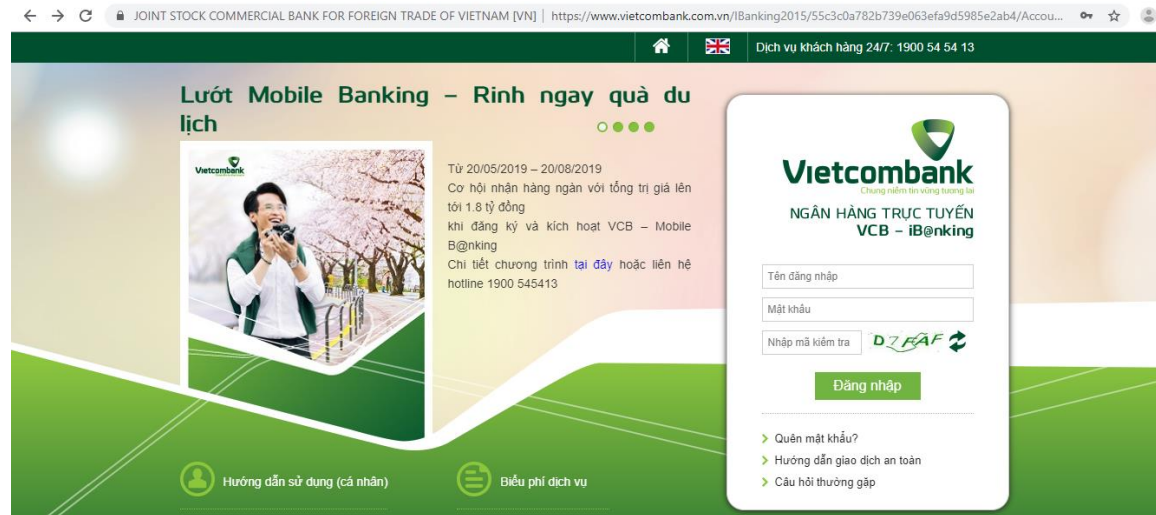 JOINT STOCK COMMERCIAL BANK FOR FOREIGN TRADE OF VIETNAM [VN] | https://www.vietcombank.com.vn/IBanking2015/55c3c0a782b739e063efa9d5985e2ab4/Accou...
Dịch vụ khách hàng 24/7: 1900 54 54 13
Lướt Mobile Banking – Rinh ngay quà du
lịch
Vietcombank
Từ 20/05/2019 – 20/08/2019
Cơ hội nhận hàng ngàn với tổng trị giá lên
tới 1.8 tỷ đồng
khi đăng ký và kích hoạt VCB – Mobile
B@nking
Chi tiết chương trình tại đây hoặc liên hệ
hotline 1900 545413
Vietcombank
Chung niềm tin vững tương lai
NGÂN HÀNG TRỰC TUYẾN
VCB – iB@nking
Tên đăng nhập
Mật khẩu
Nhập mã kiểm tra D7FAF
Đăng nhập
Quên mật khẩu?
Hướng dẫn giao dịch an toàn
Câu hỏi thường gặp
Hướng dẫn sử dụng (cá nhân)
Biểu phí dịch vụ